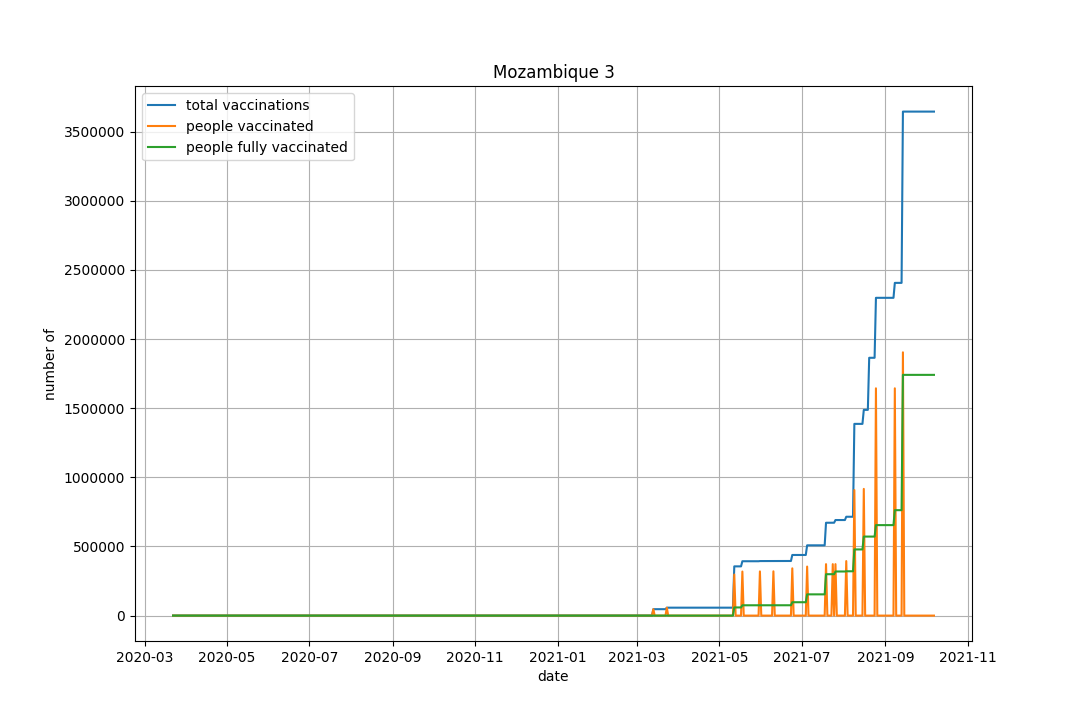 Mozambique 3
total vaccinations
people vaccinated
people fully vaccinated
number of
3500000
3000000
2500000
2000000
1500000
1000000
500000
0
2020-03 2020-05 2020-07 2020-09 2020-11 2021-01 2021-03 2021-05 2021-07 2021-09 2021-11
date